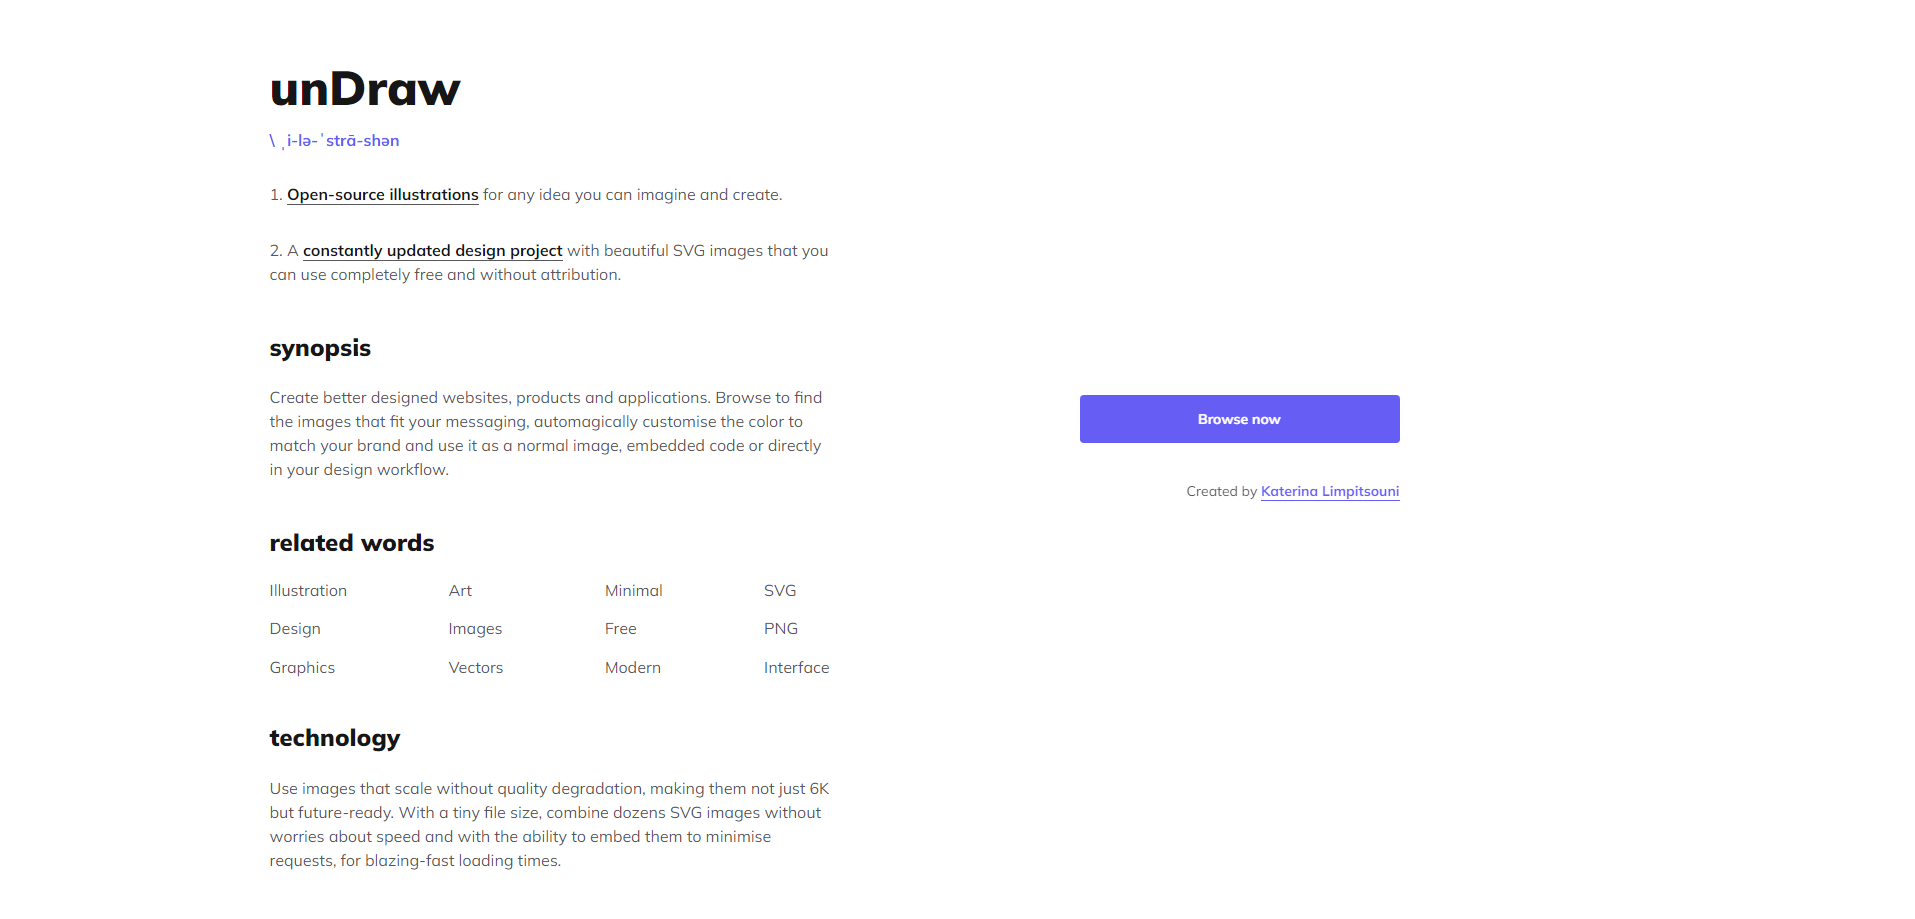 unDraw
\ ˌi-lə-ˈstrā-shən
1. Open-source illustrations for any idea you can imagine and create.
2. A constantly updated design project with beautiful SVG images that you
can use completely free and without attribution.
synopsis
Create better designed websites, products and applications. Browse to find
the images that fit your messaging, automagically customise the color to
match your brand and use it as a normal image, embedded code or directly
in your design workflow.
related words
Illustration Art Minimal SVG
Design Images Free PNG
Graphics Vectors Modern Interface
technology
Use images that scale without quality degradation, making them not just 6K
but future-ready. With a tiny file size, combine dozens SVG images without
worries about speed and with the ability to embed them to minimise
requests, for blazing-fast loading times.
Browse now
Created by Katerina Limpitsouni